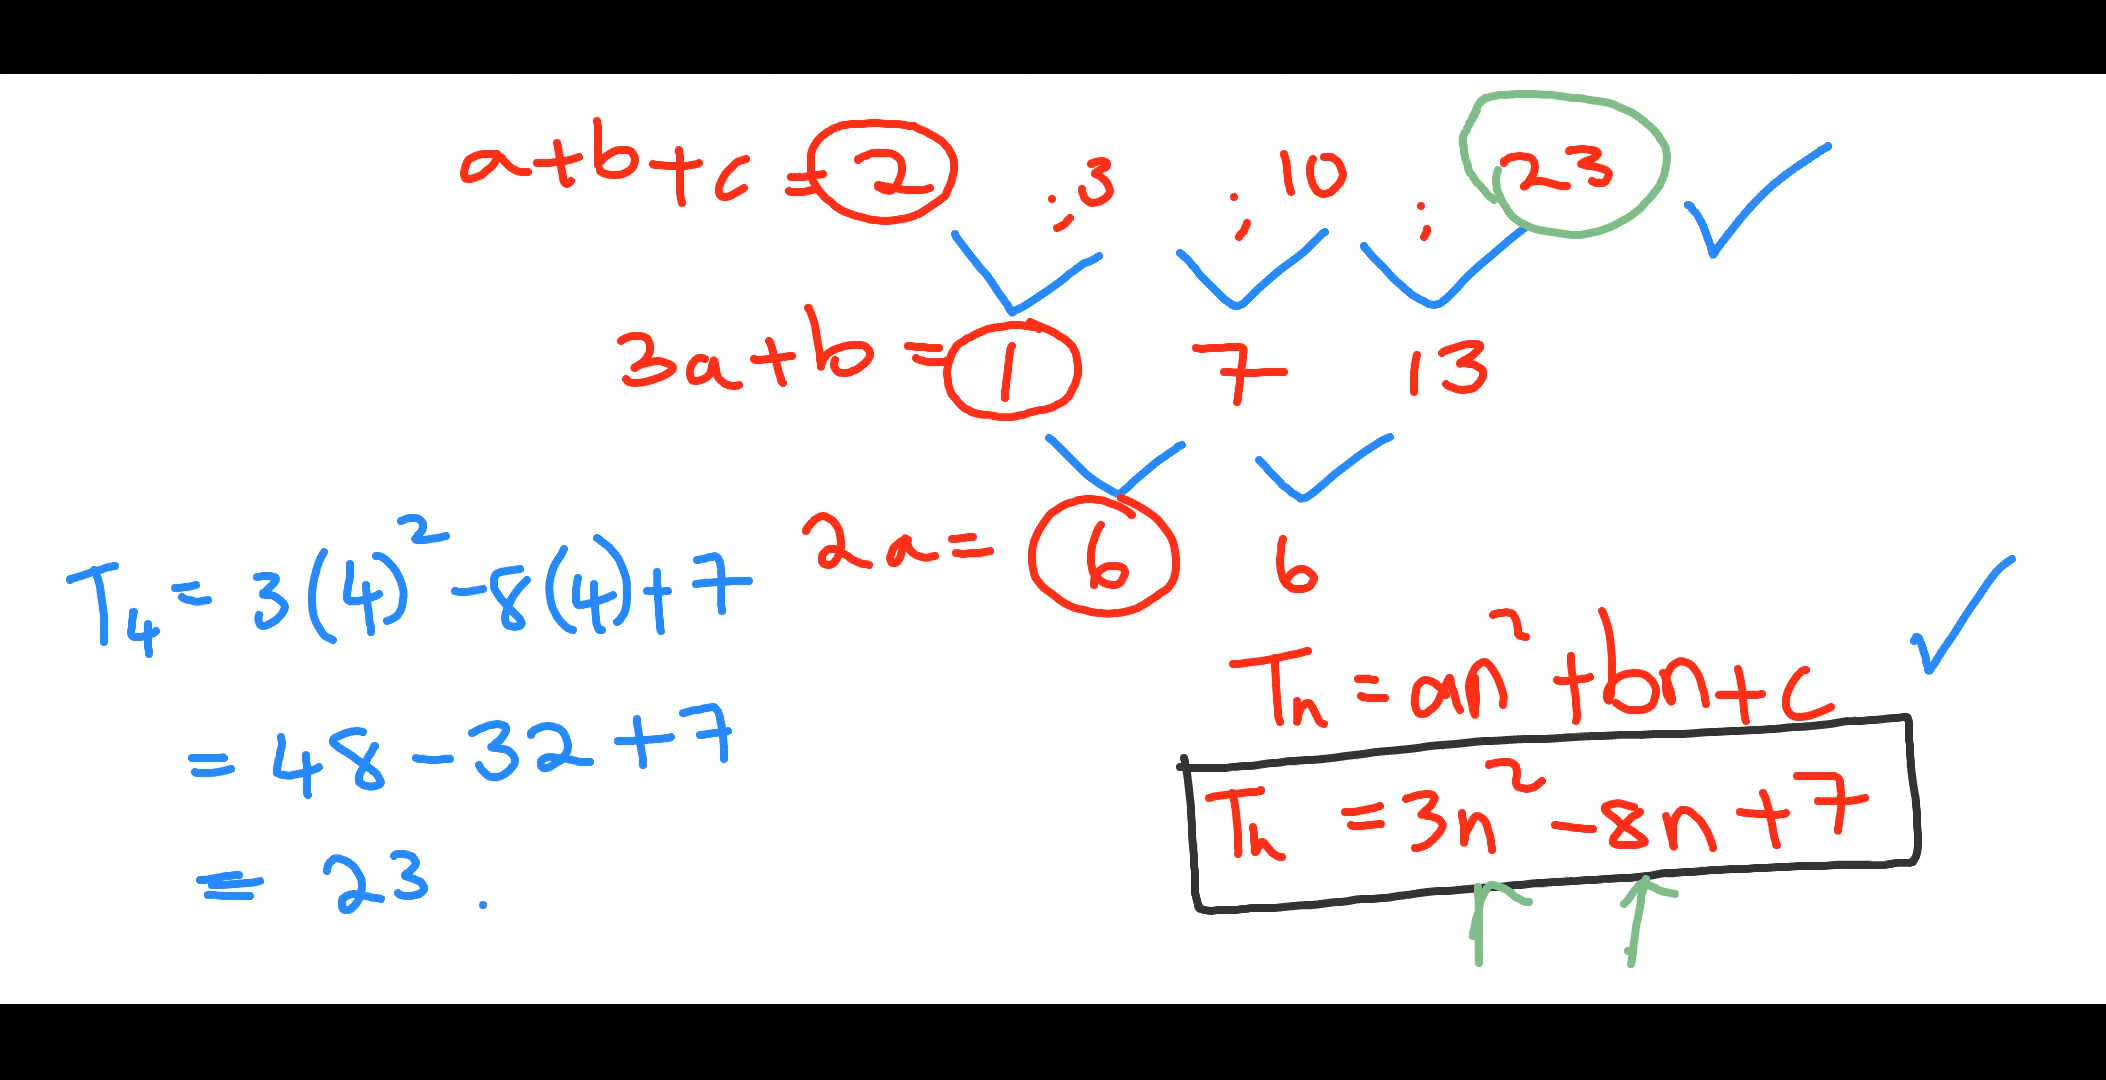 a+b+c = 2 ; 3 ; 10 ; 23
3a+b = 1 7 13
2a = 6 6
T₄ = 3(4)² - 8(4) + 7
= 48 - 32 + 7
= 23 .
Tₙ = an² + bn + c
Tₙ = 3n² - 8n + 7